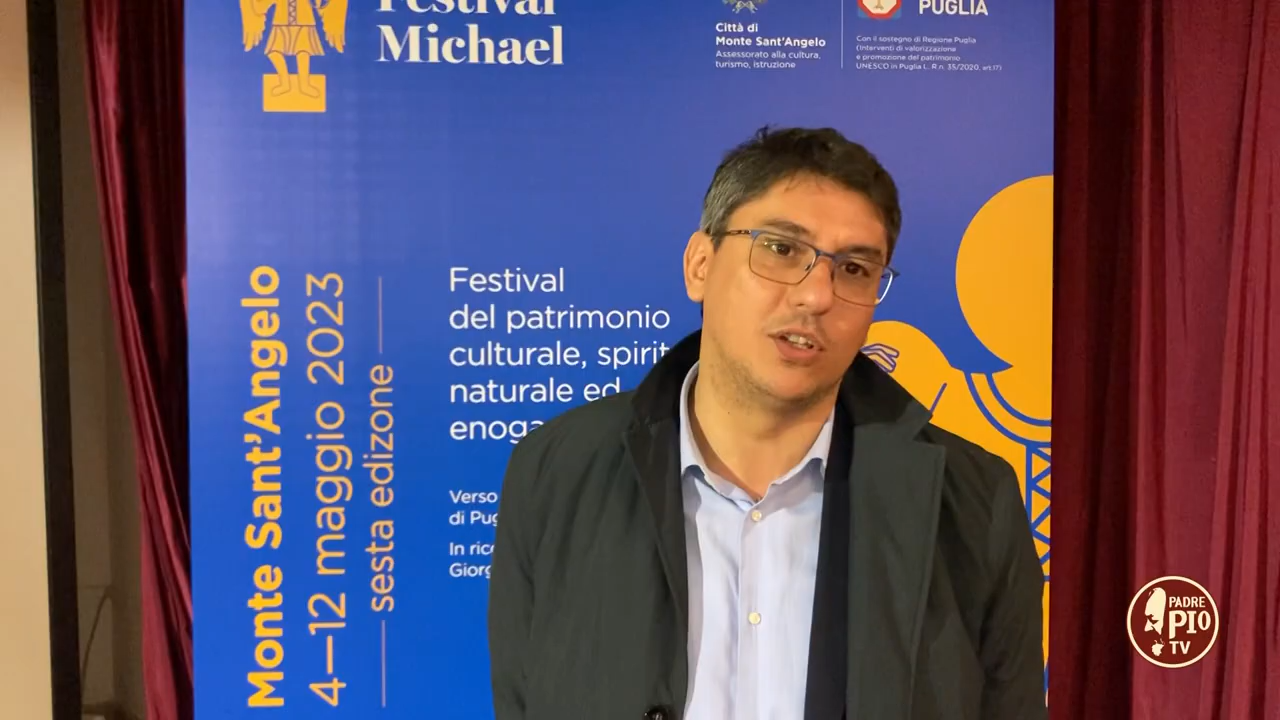 Festival
Michael
Città di
Monte Sant'Angelo
Assessorato alla cultura,
turismo, istruzione
PUGLIA
Con il sostegno di Regione Puglia
(Interventi di valorizzazione
e promozione del patrimonio
UNESCO in Puglia L. R n. 35/2020, art.17)
Monte Sant'Angelo
4—12 maggio 2023
sesta edizone
Festival
del patrimonio
culturale, spirit
naturale ed
enoga
Verso
di Pug
In rico
Giorg
PADRE
PIO
TV